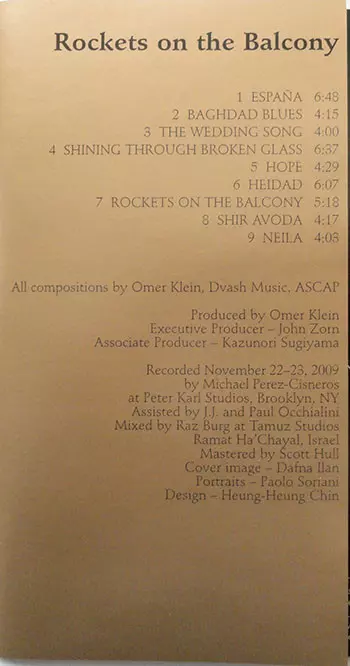 Rockets on the Balcony
1 ESPAÑA 6:48
2 BAGHDAD BLUES 4:15
3 THE WEDDING SONG 4:00
4 SHINING THROUGH BROKEN GLASS 6:37
5 HOPE 4:29
6 HEIDAD 6:07
7 ROCKETS ON THE BALCONY 5:18
8 SHIR AVODA 4:17
9 NEILA 4:03
All compositions by Omer Klein, Dvash Music, ASCAP
Produced by Omer Klein
Executive Producer – John Zorn
Associate Producer – Kazunori Sugiyama
Recorded November 22–23, 2009
by Michael Perez-Cisneros
at Peter Karl Studios, Brooklyn, NY
Assisted by J.J. and Paul Occhialini
Mixed by Raz Burg at Tamuz Studios
Ramat Ha'Chayal, Israel
Mastered by Scott Hull
Cover image – Dafna Ilan
Portraits – Paolo Soriani
Design – Heung-Heung Chin